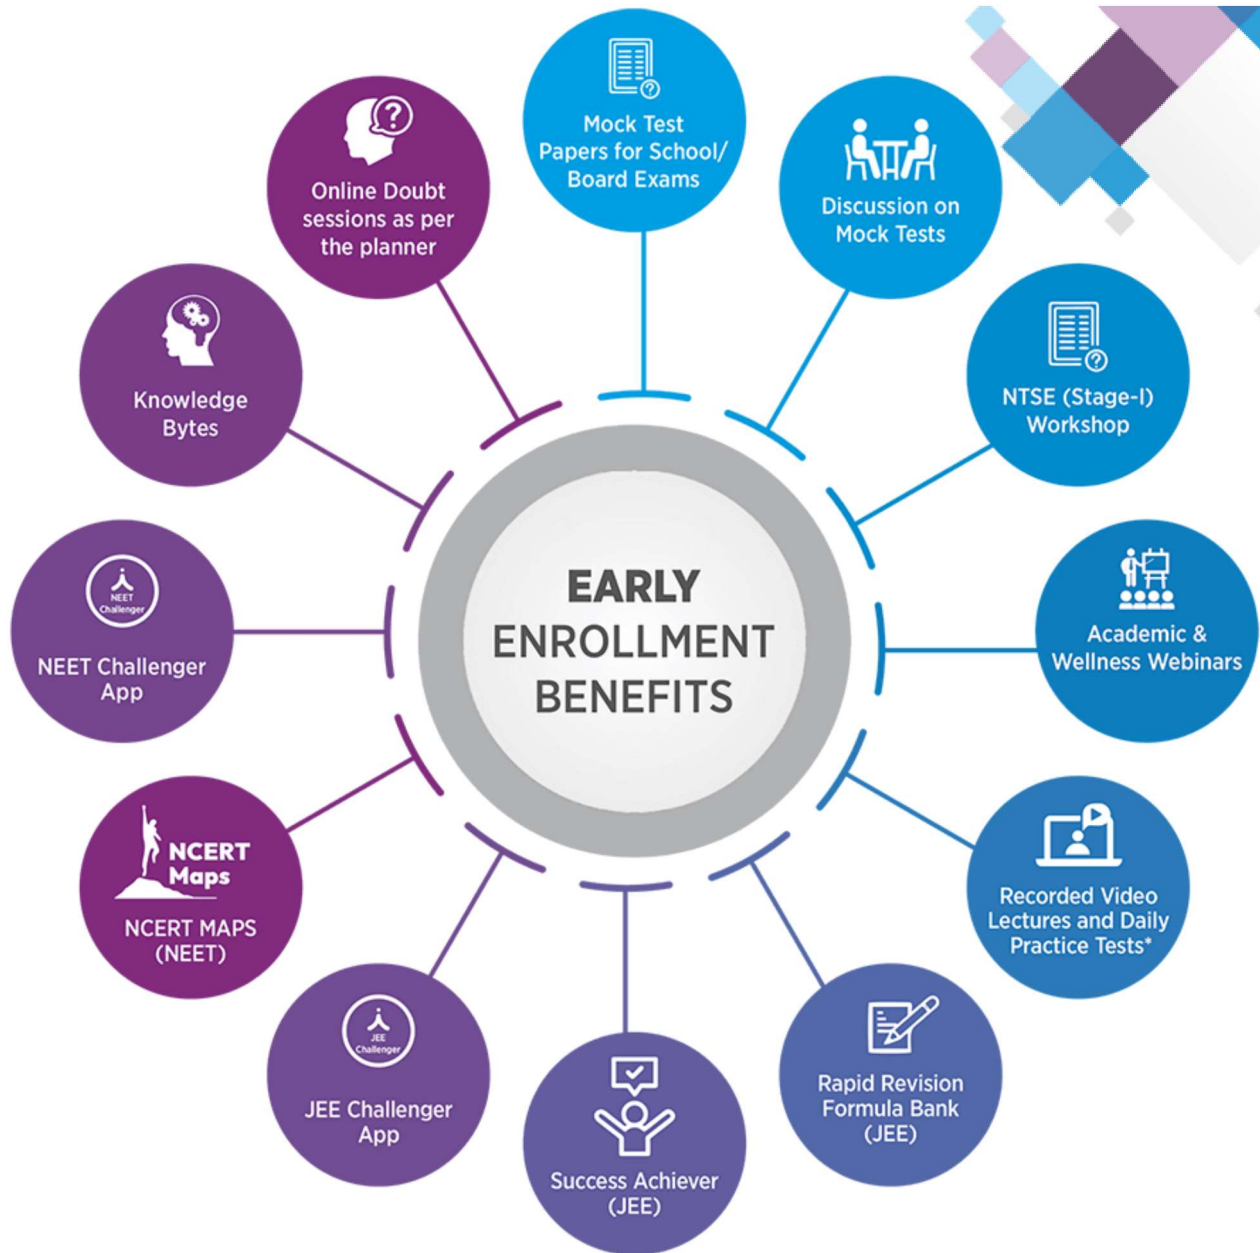 EARLY
ENROLLMENT
BENEFITS
Mock Test
Papers for School/
Board Exams
Discussion on
Mock Tests
NTSE (Stage-I)
Workshop
Academic &
Wellness Webinars
Recorded Video
Lectures and Daily
Practice Tests*
Rapid Revision
Formula Bank
(JEE)
Success Achiever
(JEE)
JEE
Challenger
JEE Challenger
App
NCERT
Maps
NCERT MAPS
(NEET)
NEET
Challenger
NEET Challenger
App
Knowledge
Bytes
?
Online Doubt
sessions as per
the planner